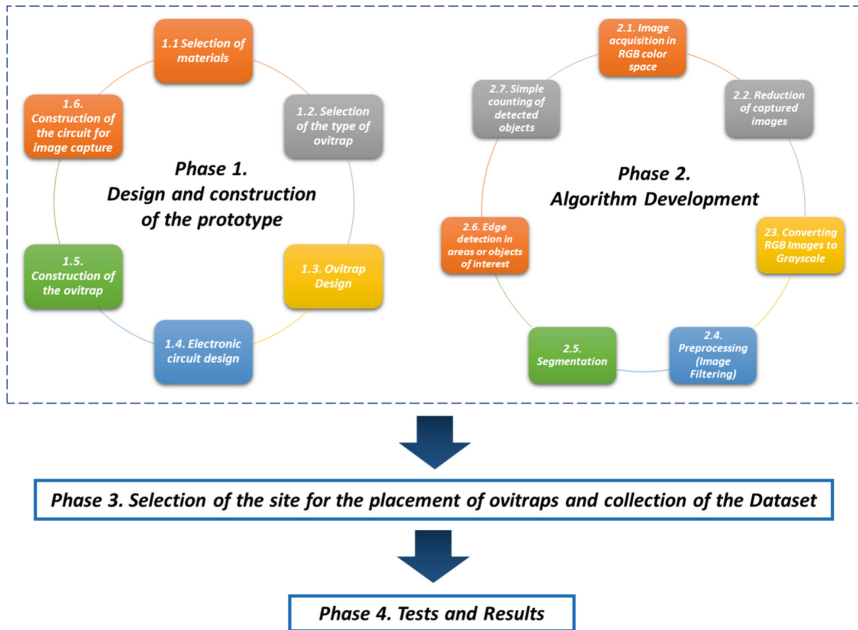 1.1 Selection of
materials
1.2. Selection
of the type of
ovitrap
1.3. Ovitrap
Design
1.4. Electronic
circuit design
1.5.
Construction of
the ovitrap
1.6.
Construction of
the circuit for
image capture
Phase 1.
Design and construction
of the prototype
2.1. Image
acquisition in
RGB color
space
2.2. Reduction
of captured
images
23. Converting
RGB Images to
Grayscale
2.4.
Preprocessing
(Image
Filtering)
2.5.
Segmentation
2.6. Edge
detection in
areas or objects
of interest
2.7. Simple
counting of
detected
objects
Phase 2.
Algorithm Development
Phase 3. Selection of the site for the placement of ovitraps and collection of the Dataset
Phase 4. Tests and Results